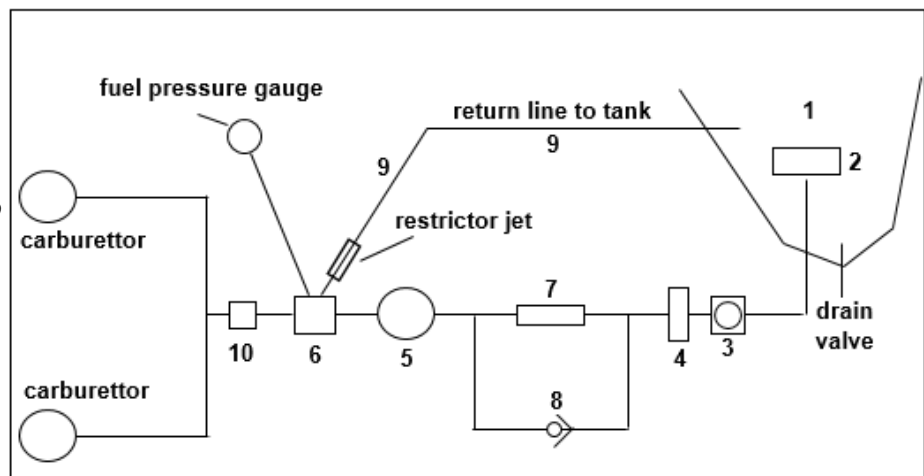 fuel pressure gauge
return line to tank
1
2
9
9
restrictor jet
carburettor
7
10
6
5
4
3
drain
valve
carburettor
8